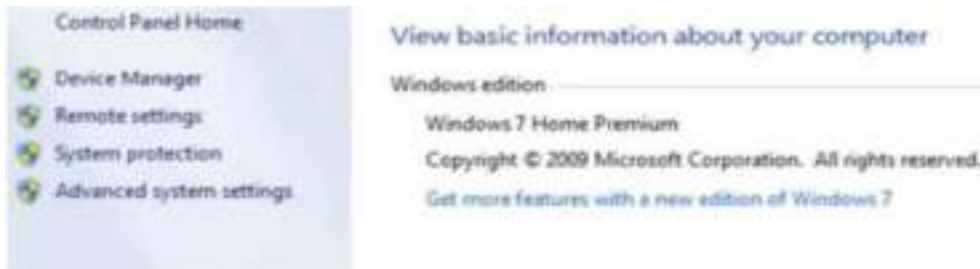 Control Panel Home
Device Manager
Remote settings
System protection
Advanced system settings
View basic information about your computer
Windows edition
Windows 7 Home Premium
Copyright © 2009 Microsoft Corporation. All rights reserved.
Get more features with a new edition of Windows 7